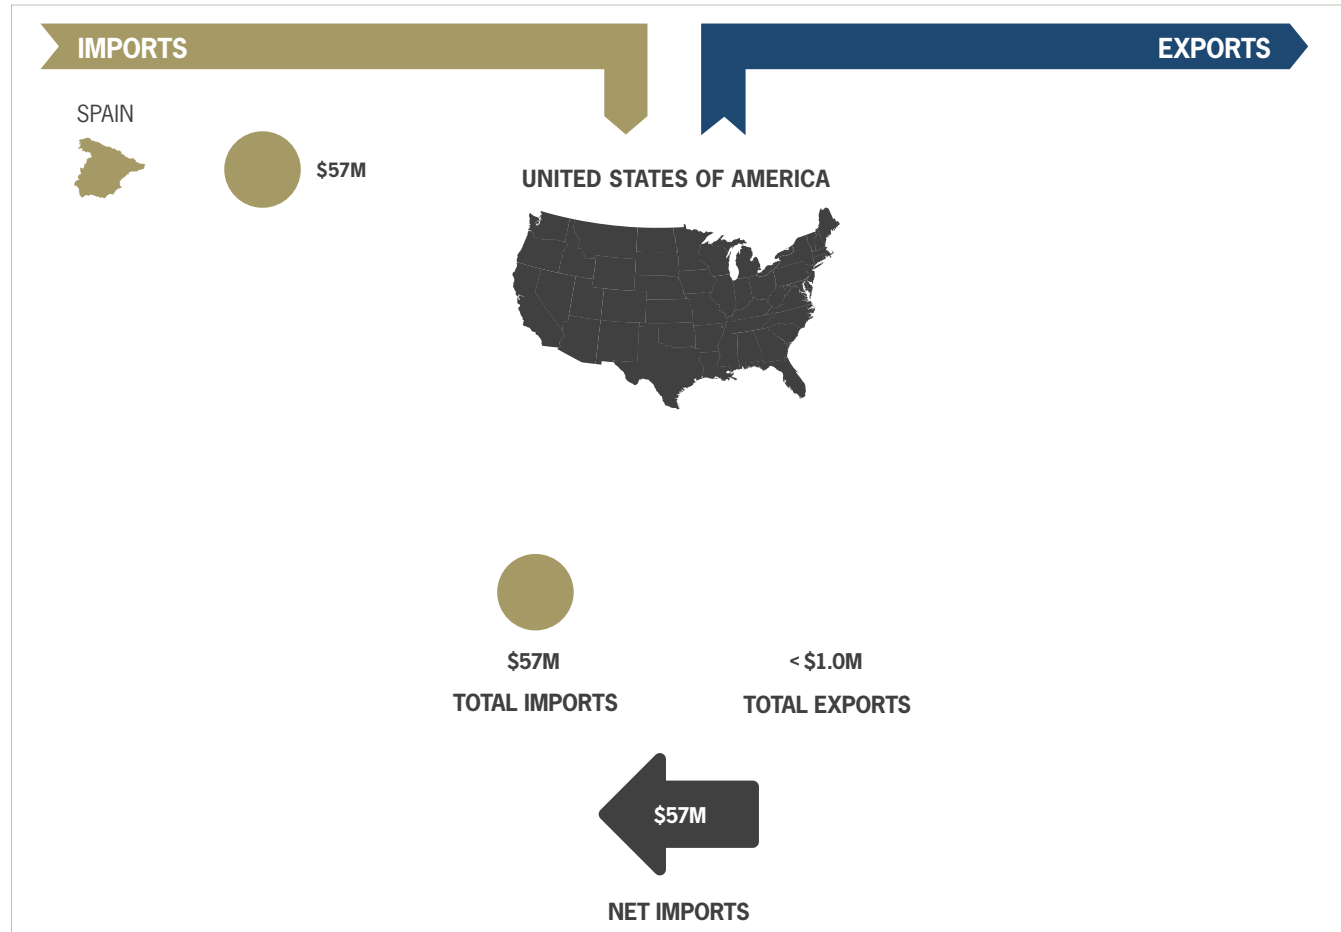 IMPORTS
EXPORTS
SPAIN
$57M
UNITED STATES OF AMERICA
$57M
< $1.0M
TOTAL IMPORTS
TOTAL EXPORTS
$57M
NET IMPORTS